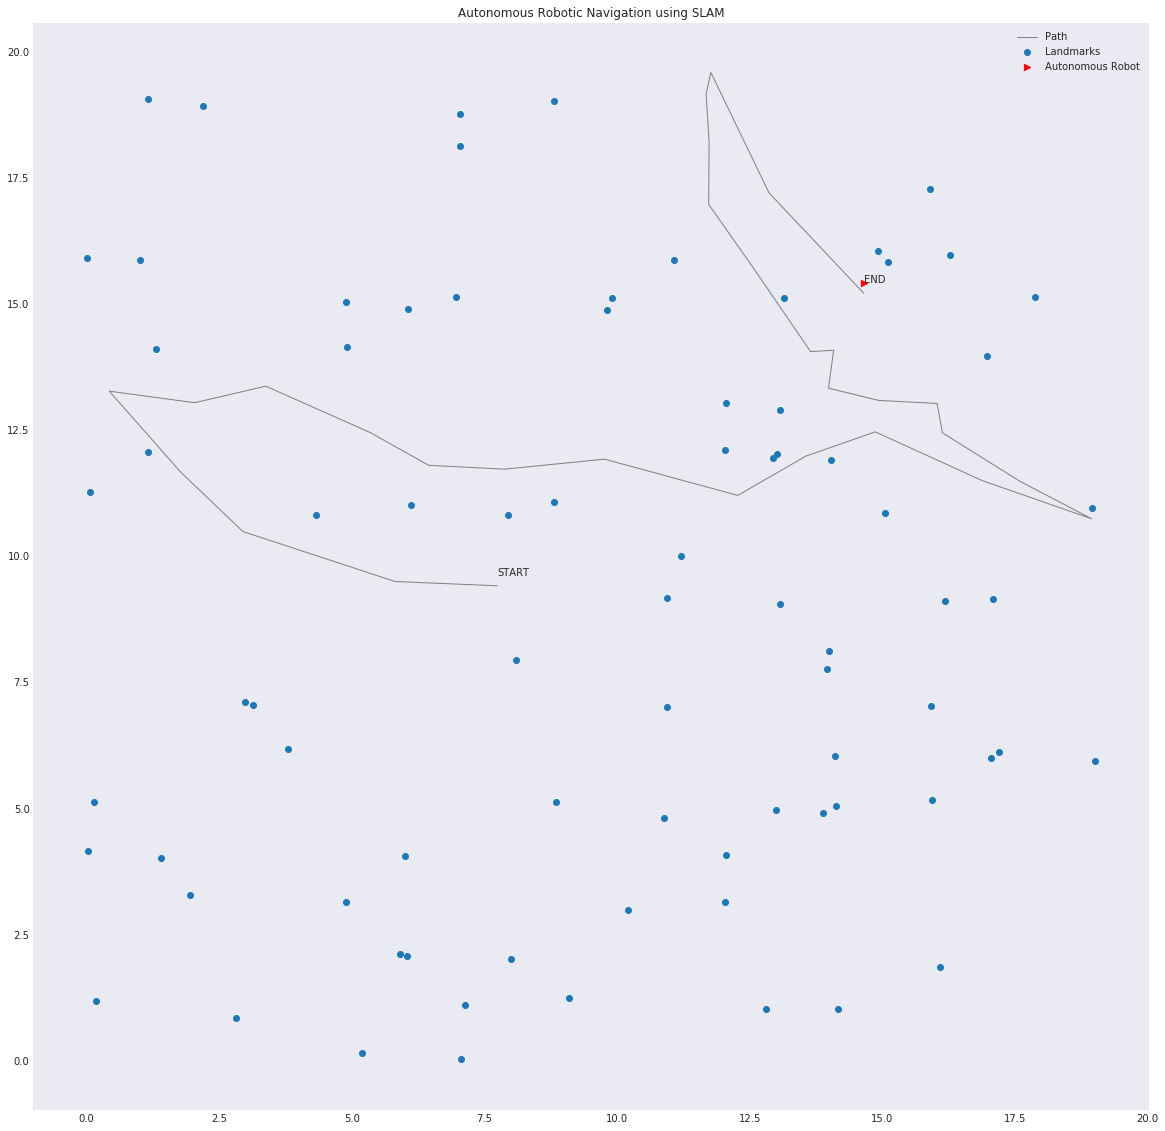 Autonomous Robotic Navigation using SLAM
Path
Landmarks
Autonomous Robot
20.0
17.5
15.0
12.5
10.0
7.5
5.0
2.5
0.0
END
START
0.0 2.5 5.0 7.5 10.0 12.5 15.0 17.5 20.0